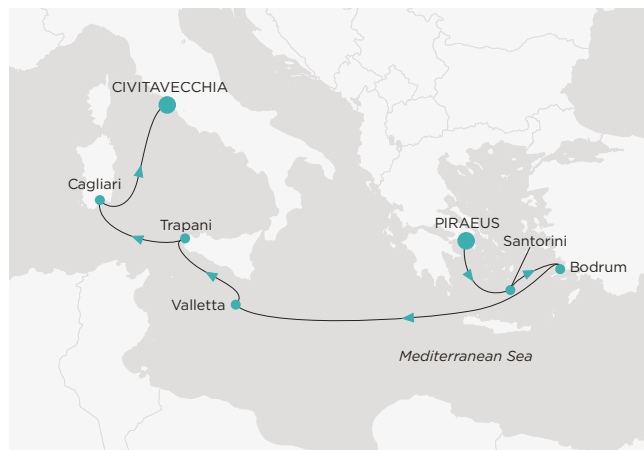 CIVITAVECCHIA
Cagliari
Trapani
PIRAEUS
Santorini
Bodrum
Valletta
Mediterranean Sea